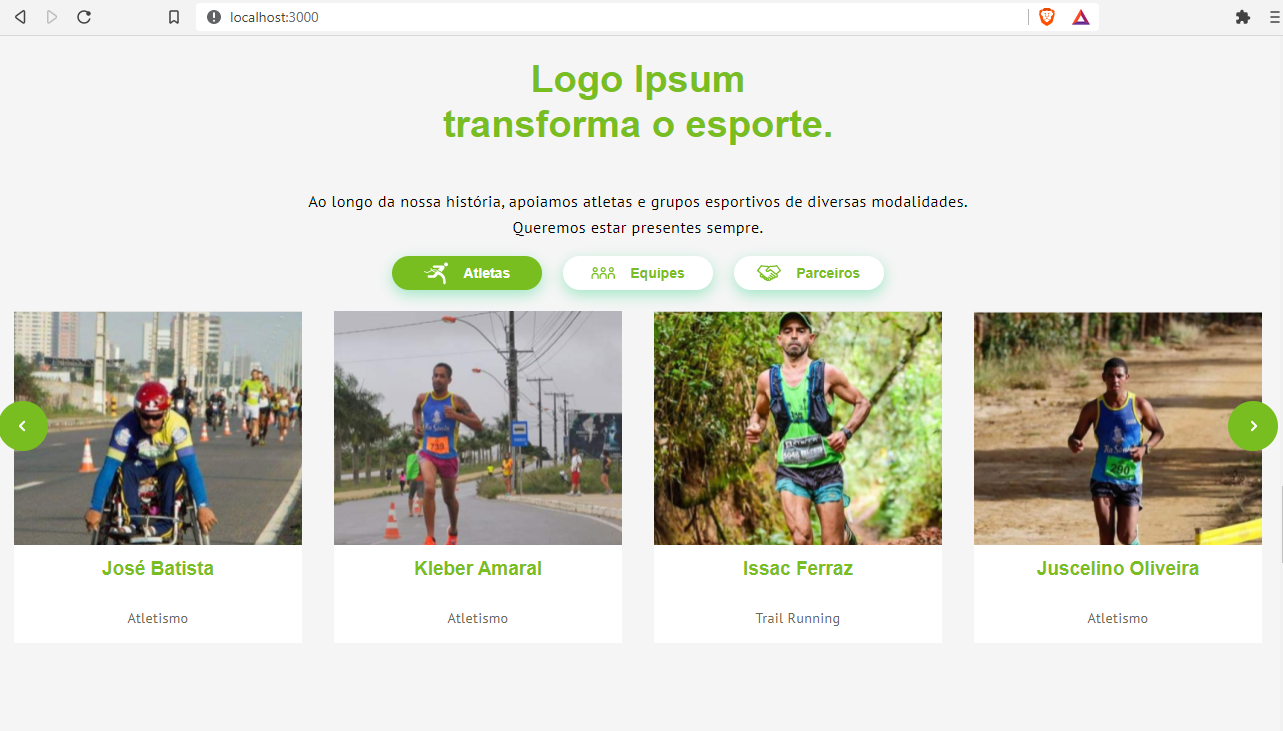 localhost:3000
Logo Ipsum
transforma o esporte.
Ao longo da nossa história, apoiamos atletas e grupos esportivos de diversas modalidades.
Queremos estar presentes sempre.
Atletas
Equipes
Parceiros
735
200
José Batista
Kleber Amaral
Issac Ferraz
Juscelino Oliveira
Atletismo
Atletismo
Trail Running
Atletismo